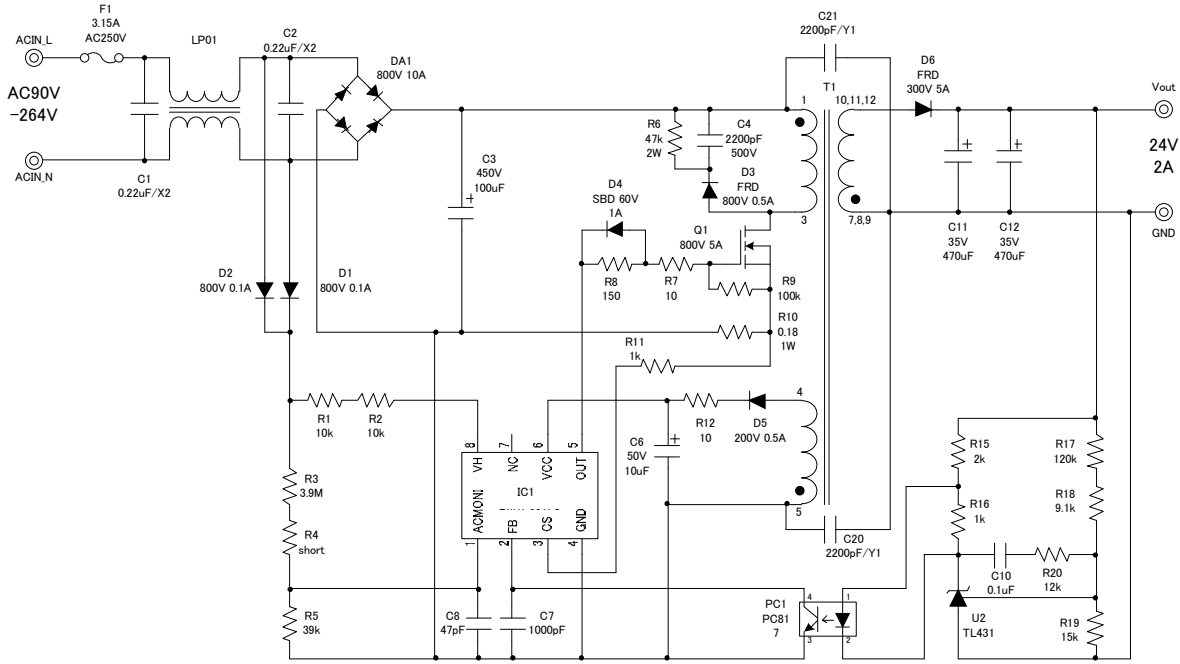 F1
3.15A
AC250V
ACIN_L
LP01
C2
0.22uF/X2
DA1
800V 10A
AC90V
-264V
ACIN_N
C1
0.22uF/X2
C3
450V
100uF
+
R6
47k
2W
C4
2200pF
500V
D3
FRD
800V 0.5A
C21
2200pF/Y1
T1
1
3
10,11,12
7,8,9
D6
FRD
300V 5A
Vout
24V
2A
GND
+
C11
35V
470uF
+
C12
35V
470uF
D4
SBD 60V
1A
Q1
800V 5A
R8
150
R7
10
R9
100k
R10
0.18
1W
R11
1k
D2
800V 0.1A
D1
800V 0.1A
R1
10k
R2
10k
R3
3.9M
R4
short
R5
39k
8
7
6
5
VH
NC
VCC
OUT
IC1
ACMONI
FB
CS
GND
1
2
3
4
C6
50V
10uF
+
R12
10
D5
200V 0.5A
4
5
C20
2200pF/Y1
C8
47pF
C7
1000pF
PC1
PC81
7
4
3
1
2
R15
2k
R16
1k
R17
120k
R18
9.1k
C10
0.1uF
R20
12k
U2
TL431
R19
15k